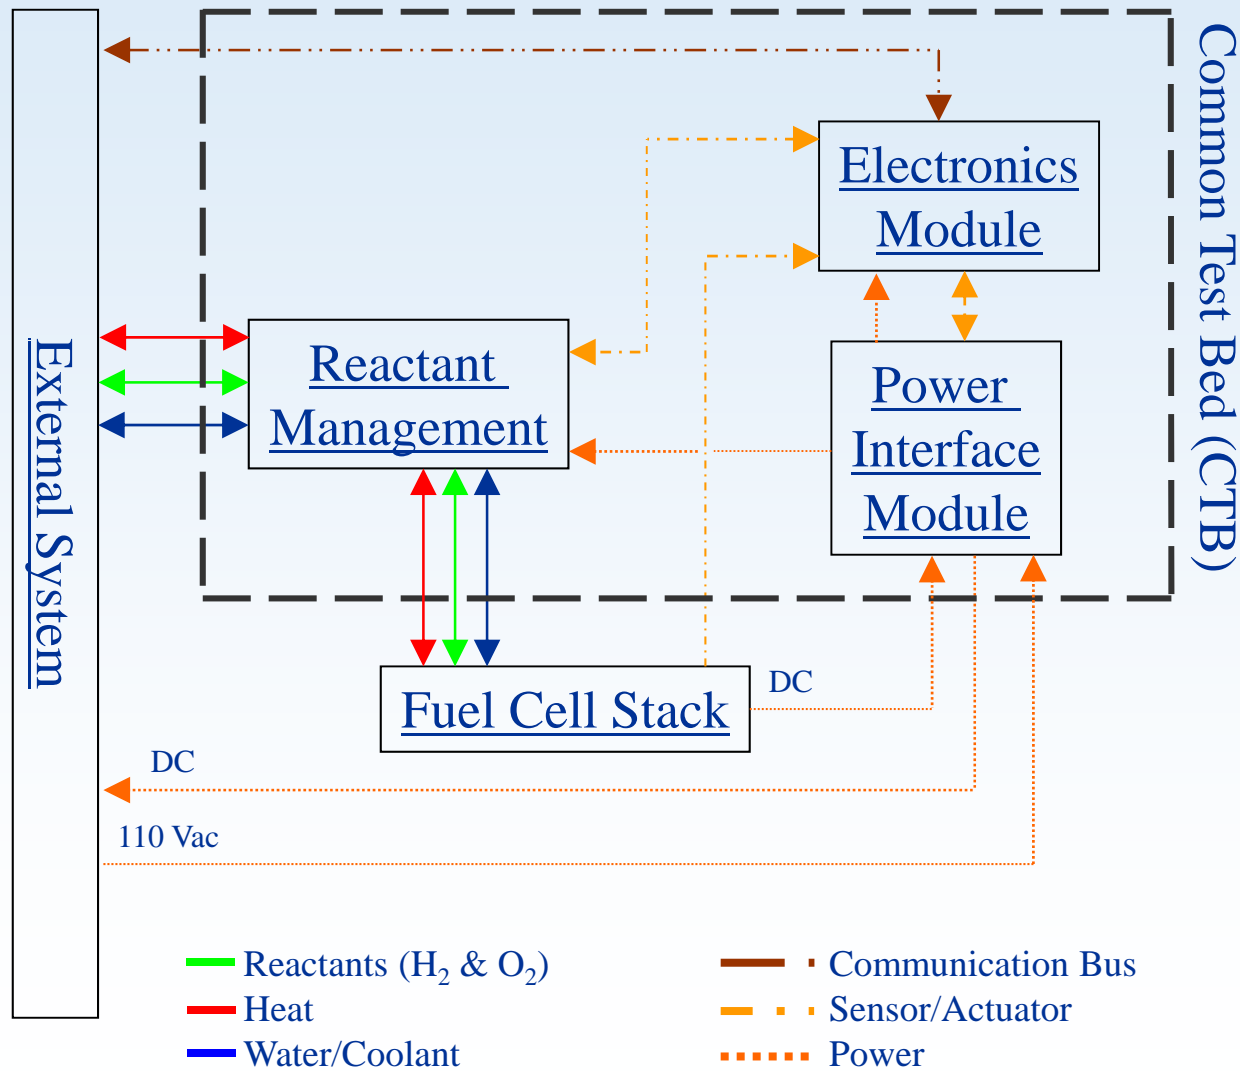 Common Test Bed (CTB)
Electronics
Module
External System
Reactant
Management
Power
Interface
Module
Fuel Cell Stack
DC
DC
110 Vac
Reactants (H₂ & O₂)
Heat
Water/Coolant
Communication Bus
Sensor/Actuator
Power